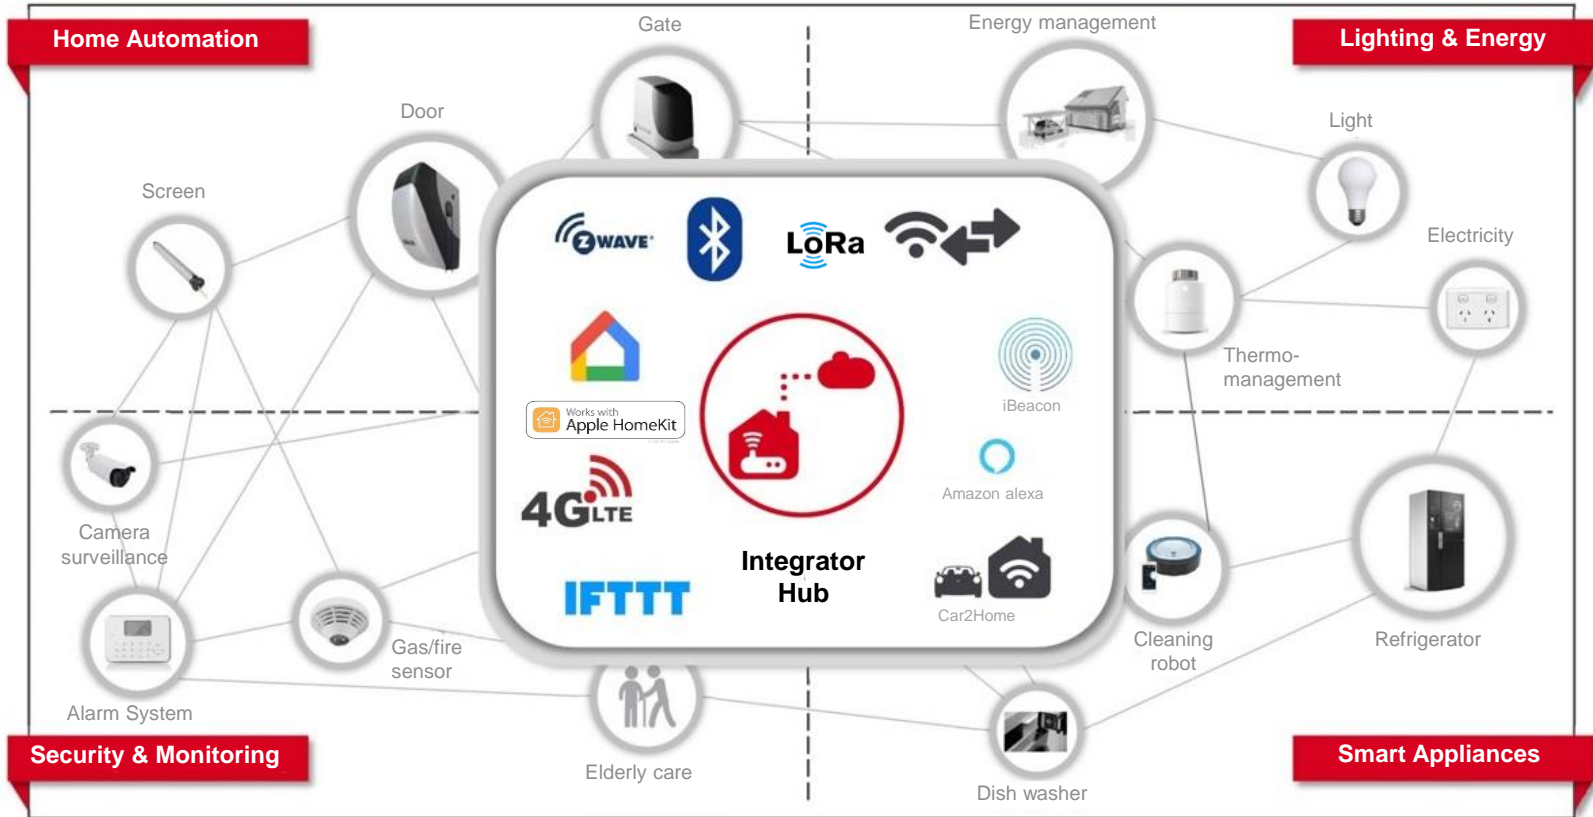 Home Automation
Gate
Energy management
Lighting & Energy
Door
Light
Screen
Electricity
Z WAVE
LoRa
Thermo-
management
iBeacon
Works with
Apple HomeKit
4G LTE
Amazon alexa
Camera
surveillance
Integrator
Hub
IFTTT
Car2Home
Gas/fire
sensor
Cleaning
robot
Refrigerator
Alarm System
Security & Monitoring
Elderly care
Dish washer
Smart Appliances